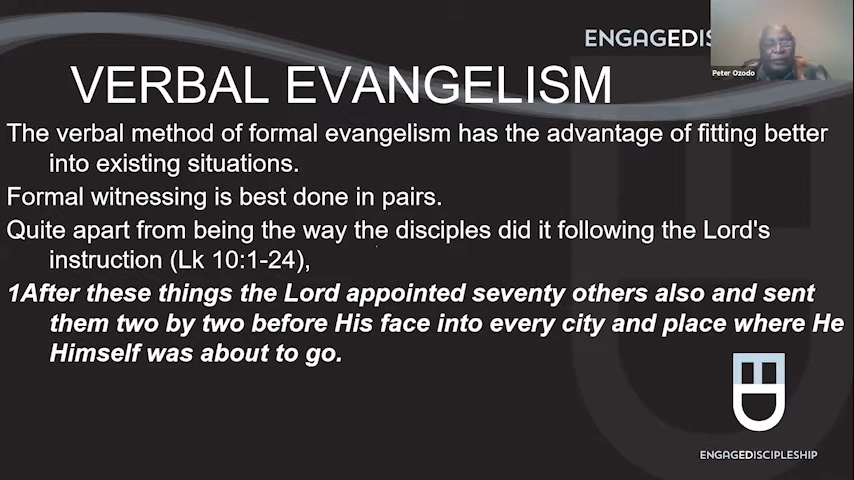 ENGAGEDIS
Peter Ozodo
VERBAL EVANGELISM
The verbal method of formal evangelism has the advantage of fitting better
into existing situations.
Formal witnessing is best done in pairs.
Quite apart from being the way the disciples did it following the Lord's
instruction (Lk 10:1-24),
1After these things the Lord appointed seventy others also and sent
them two by two before His face into every city and place where He
Himself was about to go.
ENGAGEDISCIPLESHIP